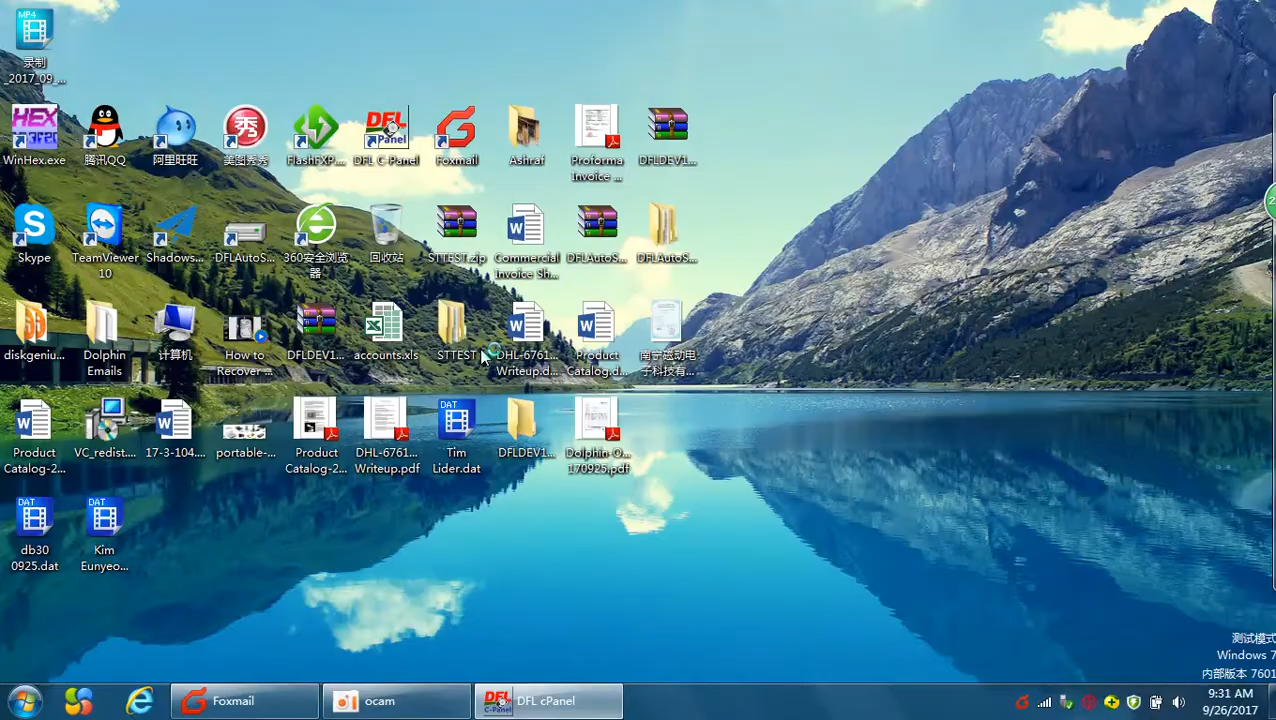 MP4
录制
_2017_09_...
HEX
WinHex.exe
腾讯QQ
阿里旺旺
秀
美图秀秀
FlashFXP....
DFL
C-Panel
DFL C-Panel
Foxmail
Ashraf
Proforma
Invoice ...
DFLDEV1...
Skype
TeamViewer
10
Shadows...
DFLAutoS...
360安全浏览
器
回收站
STTEST.zip
Commercial
Invoice Sh...
DFLAutoS...
DFLAutoS...
diskgeniu...
Dolphin
Emails
计算机
How to
Recover ...
DFLDEV1...
accounts.xls
STTEST
DHL-6761...
Writeup.d...
Product
Catalog.d...
南宁磁动电
子科技有...
Product
Catalog-2...
VC_redist....
17-3-104....
portable-...
Product
Catalog-2...
DHL-6761...
Writeup.pdf
DAT
Tim
Lider.dat
DFLDEV1...
Dolphin-O...
170925.pdf
DAT
db30
0925.dat
DAT
Kim
Eunyeo...
测试模式
Windows 7
内部版本 7601
Foxmail
ocam
DFL
C-Panel
DFL cPanel
9:31 AM
9/26/2017